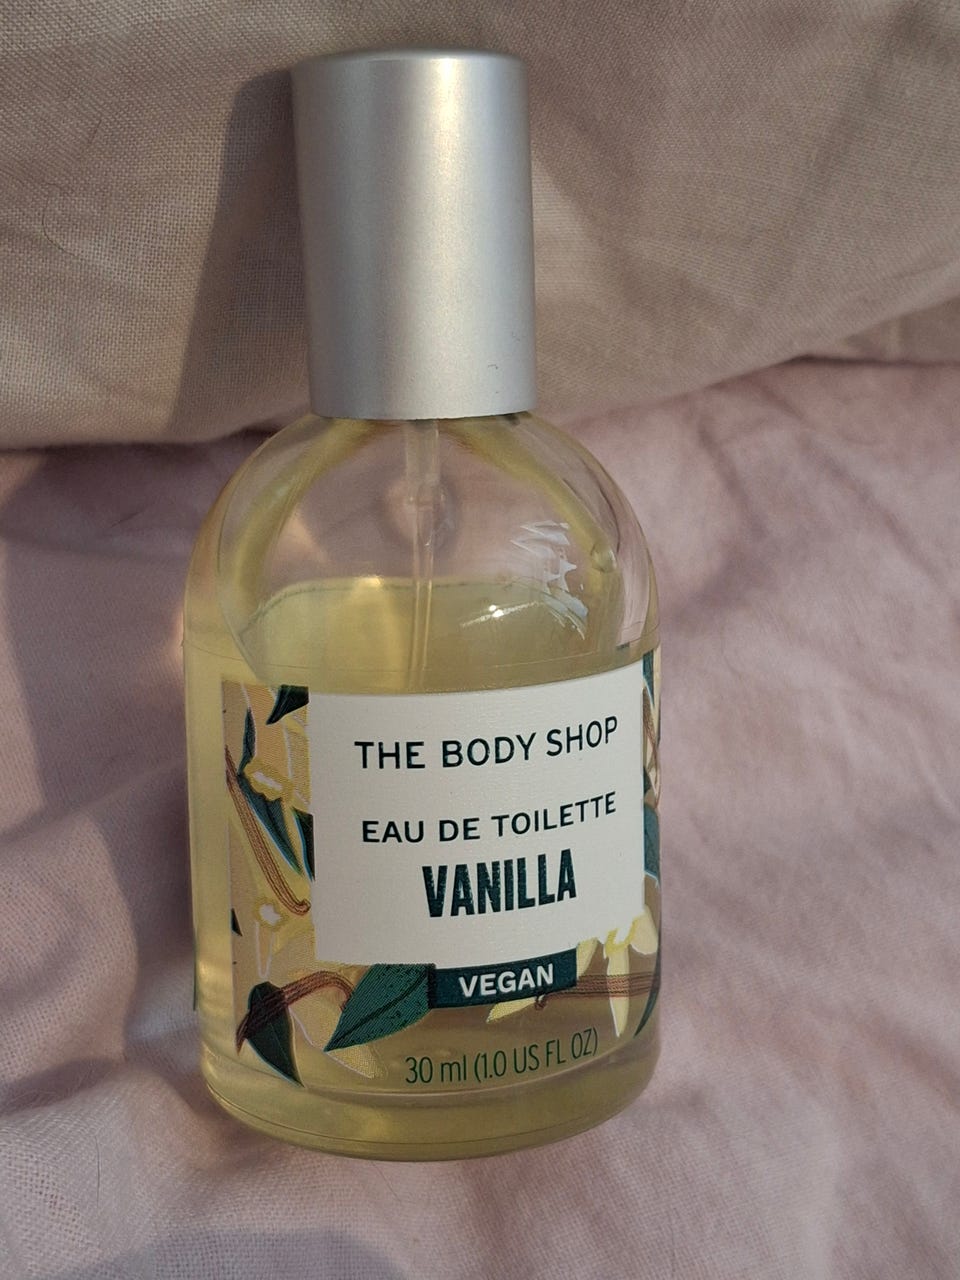 THE BODY SHOP
EAU DE TOILETTE
VANILLA
VEGAN
30 ml (1.0 US FL OZ)